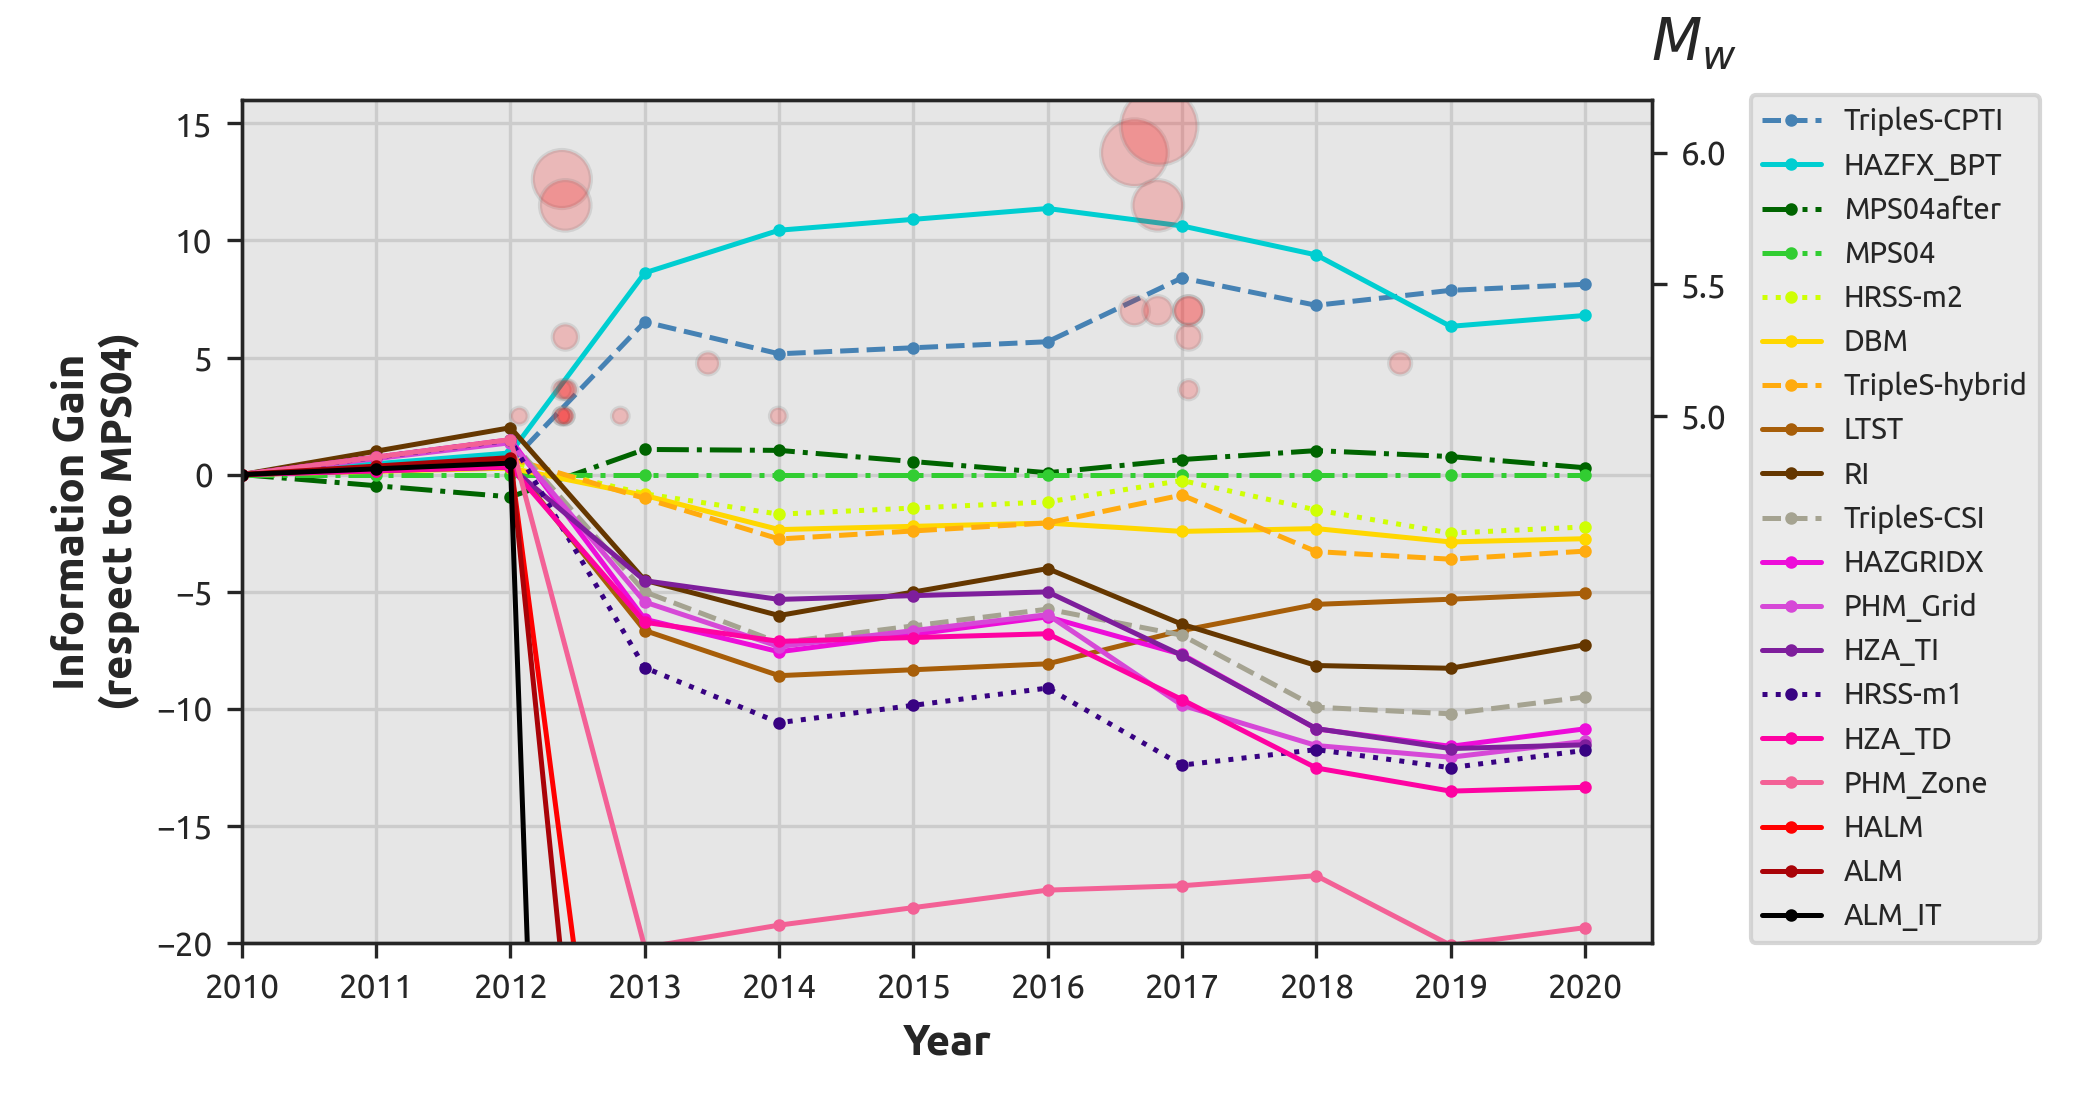 Mw
15
10
5
0
−5
−10
−15
−20
Information Gain
(respect to MPS04)
6.0
5.5
5.0
2010 2011 2012 2013 2014 2015 2016 2017 2018 2019 2020
Year
TripleS-CPTI
HAZFX_BPT
MPS04after
MPS04
HRSS-m2
DBM
TripleS-hybrid
LTST
RI
TripleS-CSI
HAZGRIDX
PHM_Grid
HZA_TI
HRSS-m1
HZA_TD
PHM_Zone
HALM
ALM
ALM_IT